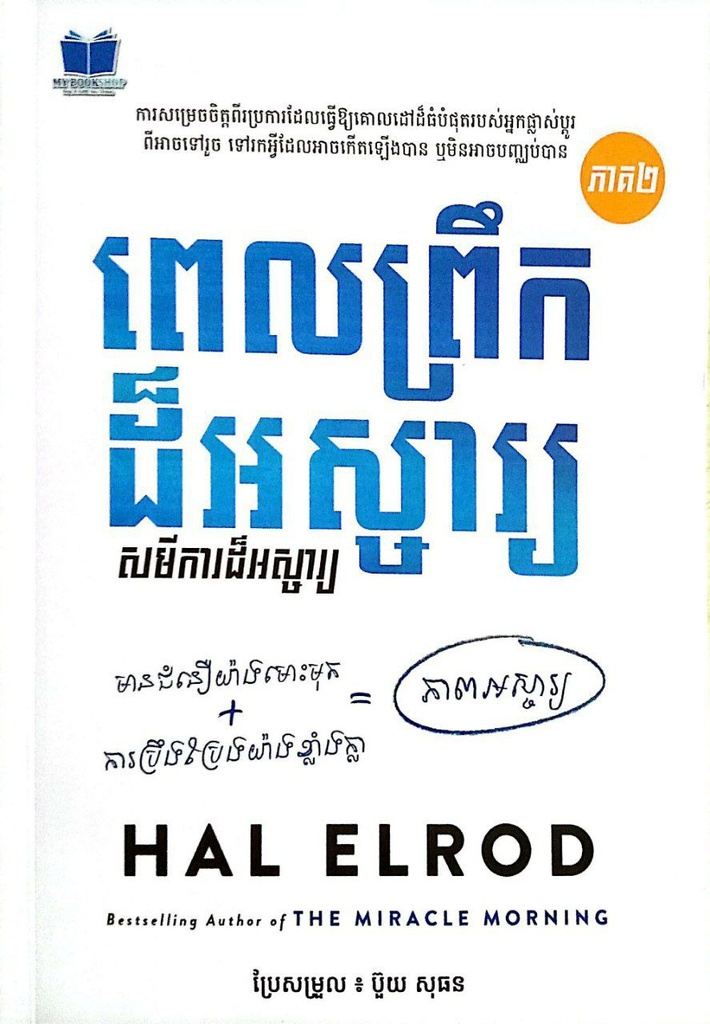 MY BOOK SHOP
ការសម្រេចចិត្តពីរប្រការដែលធ្វើឱ្យគោលដៅដ៏ធំបំផុតរបស់អ្នកផ្លាស់ប្ដូរ
ពីអាចទៅរួច ទៅរកអ្វីដែលអាចកើតឡើងបាន ឬមិនអាចបញ្ឈប់បាន
ភាគ២
ពេលព្រឹក
ដ៏អស្ចារ្យ
សមីការដ៏អស្ចារ្យ
មានជំនឿយ៉ាងមោះមុត
+
ការប្រឹងប្រែងយ៉ាងខ្លាំងក្លា
= ភាពអស្ចារ្យ
HAL ELROD
Bestselling Author of THE MIRACLE MORNING
ប្រែសម្រួល ៖ ប៊ួយ សុធន